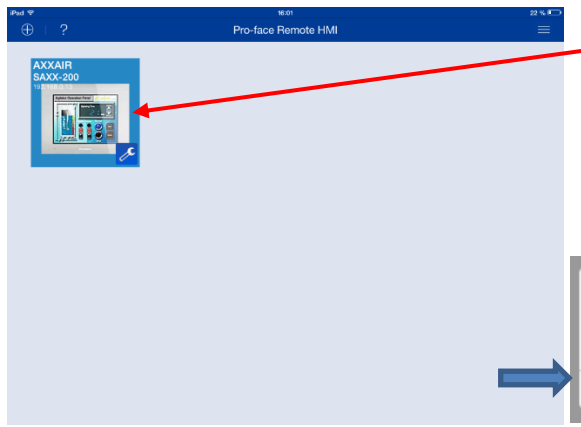 iPad 16:01 22 %
? Pro-face Remote HMI
AXXAIR
SAXX-200